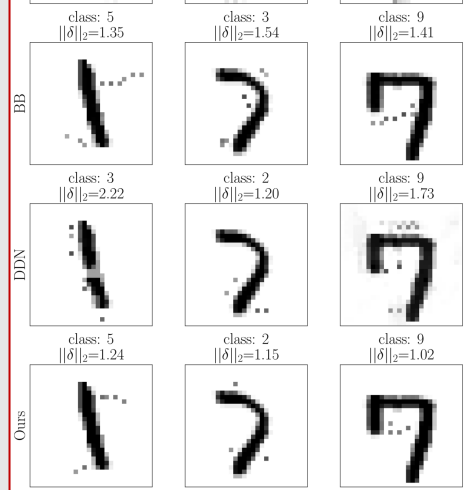 class: 5 class: 3 class: 9
||δ||₂=1.35 ||δ||₂=1.54 ||δ||₂=1.41
BB
class: 3 class: 2 class: 9
||δ||₂=2.22 ||δ||₂=1.20 ||δ||₂=1.73
DDN
class: 5 class: 2 class: 9
||δ||₂=1.24 ||δ||₂=1.15 ||δ||₂=1.02
Ours